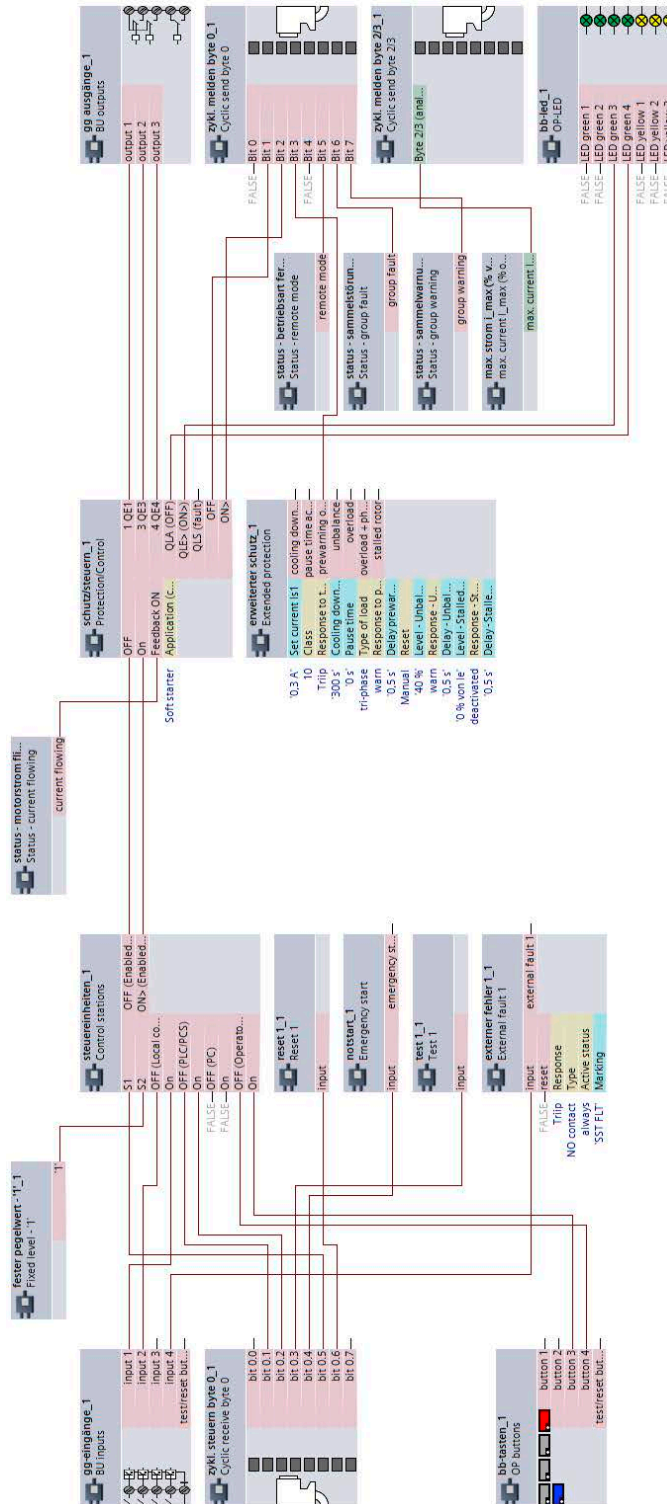 gg-eingänge_1
BU inputs
input 1
input 2
input 3
input 4
test/reset but...
zykl. steuern byte 0_1
Cyclic receive byte 0
bit 0.0
bit 0.1
bit 0.2
bit 0.3
bit 0.4
bit 0.5
bit 0.6
bit 0.7
bb-tasten_1
OP buttons
button 1
button 2
button 3
button 4
test/reset but...
fester pegelwert - '1'_1
Fixed level - '1'
'1'
steuereinheiten_1
Control stations
S1
S2
OFF (Local co...
On
OFF (PLC/PCS)
On
FALSE
OFF (PC)
FALSE
On
OFF (Operato...
On
OFF (Enabled...
ON> (Enabled...
reset 1_1
Reset 1
input
notstart_1
Emergency start
input
emergency st...
test 1_1
Test 1
input
externer fehler 1_1
External fault 1
input
external fault 1
FALSE
reset
Triip
Response
NO contact
Type
always
Active status
'SST FLT'
Marking
status - motorstrom fli...
Status - current flowing
current flowing
schutz/steuern_1
Protection/Control
OFF
On
Feedback ON
Soft starter
Application (c...
1 QE1
3 QE3
4 QE4
QLA (OFF)
QLE> (ON>)
QLS (fault)
OFF
ON>
erweiterter schutz_1
Extended protection
'0,3 A'
Set current Is1
10
Class
Triip
Response to t...
'300 s'
Cooling down...
'0 s'
Pause time
tri-phase
Type of load
warn
Response to p...
'0,5 s'
Delay prewar...
Manual
Reset
'40 %'
Level - Unbal...
warn
Response - U...
'0,5 s'
Delay - Unbal...
'0 % von Ie'
Level - Stalled...
deactivated
Response - St...
'0,5 s'
Delay - Stalle...
cooling down...
pause time ac...
prewarning o...
unbalance
overload
overload + ph...
stalled rotor
gg ausgänge_1
BU outputs
output 1
output 2
output 3
zykl. melden byte 0_1
Cyclic send byte 0
FALSE
Bit 0
Bit 1
Bit 2
Bit 3
FALSE
Bit 4
Bit 5
Bit 6
Bit 7
status - betriebsart fer...
Status - remote mode
remote mode
status - sammelstörun...
Status - group fault
group fault
status - sammelwarnu...
Status - group warning
group warning
max. strom i_max (% v...
max. current I_max (% o...
max. current I...
zykl. melden byte 2/3_1
Cyclic send byte 2/3
Byte 2/3 (anal...
bb-led_1
OP-LED
FALSE
LED green 1
FALSE
LED green 2
LED green 3
LED green 4
FALSE
LED yellow 1
FALSE
LED yellow 2
FALSE